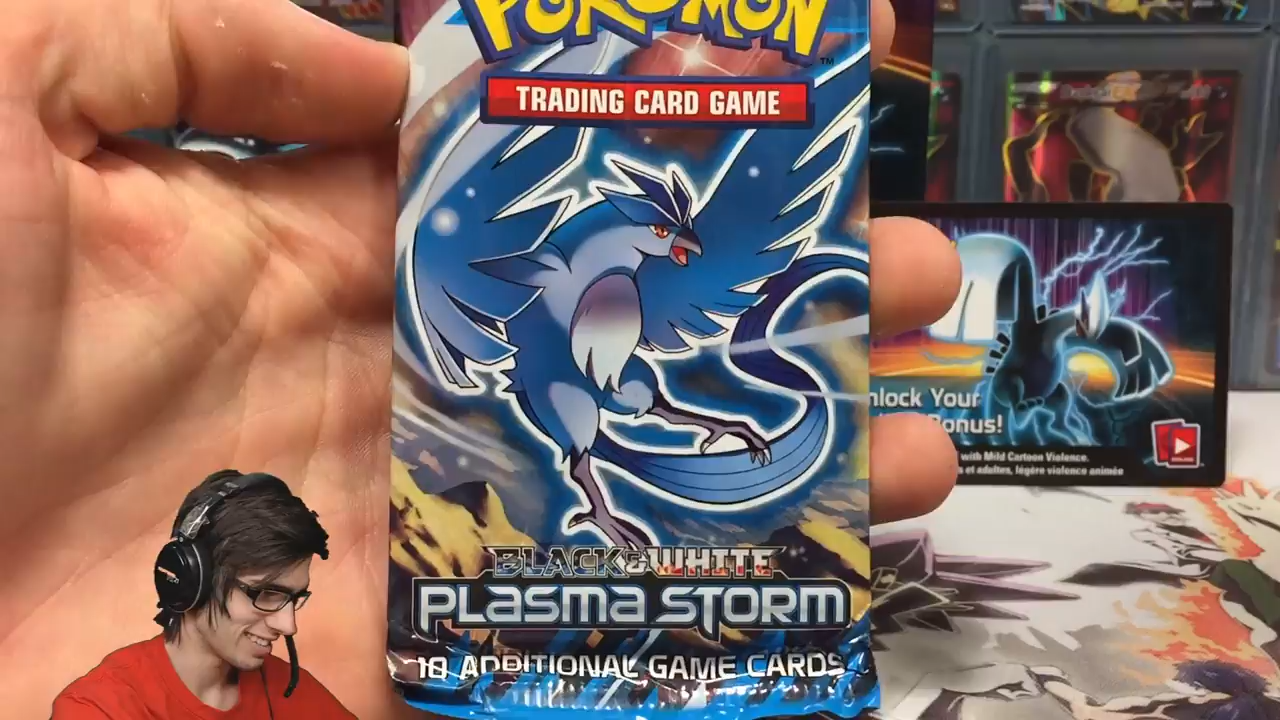 POKéMON
™
TRADING CARD GAME
BLACK & WHITE
PLASMA STORM
10 ADDITIONAL GAME CARDS
nlock Your
Bonus!
with Mild Cartoon Violence.
s et adultes, légère violence animée